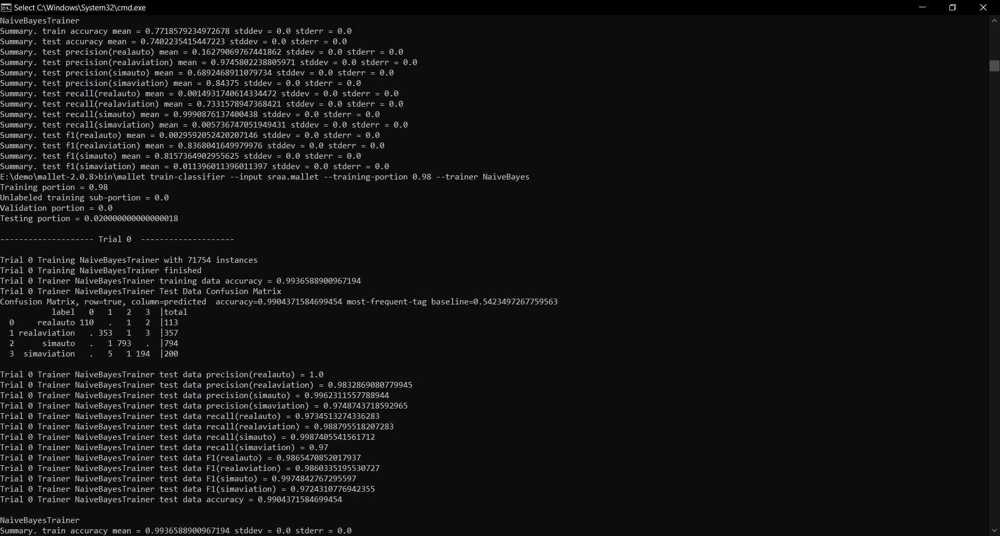 Select C:\Windows\System32\cmd.exe
NaiveBayesTrainer
Summary. train accuracy mean = 0.7718579234972678 stddev = 0.0 stderr = 0.0
Summary. test accuracy mean = 0.7402235415447223 stddev = 0.0 stderr = 0.0
Summary. test precision(realauto) mean = 0.16279069767441862 stddev = 0.0 stderr = 0.0
Summary. test precision(realaviation) mean = 0.9745802238805971 stddev = 0.0 stderr = 0.0
Summary. test precision(simauto) mean = 0.6892468911079734 stddev = 0.0 stderr = 0.0
Summary. test precision(simaviation) mean = 0.84375 stddev = 0.0 stderr = 0.0
Summary. test recall(realauto) mean = 0.0014931740614334472 stddev = 0.0 stderr = 0.0
Summary. test recall(realaviation) mean = 0.7331578947368421 stddev = 0.0 stderr = 0.0
Summary. test recall(simauto) mean = 0.9990876137400438 stddev = 0.0 stderr = 0.0
Summary. test recall(simaviation) mean = 0.005736747051949431 stddev = 0.0 stderr = 0.0
Summary. test f1(realauto) mean = 0.0029592052420207146 stddev = 0.0 stderr = 0.0
Summary. test f1(realaviation) mean = 0.8368041649979976 stddev = 0.0 stderr = 0.0
Summary. test f1(simauto) mean = 0.8157364902955625 stddev = 0.0 stderr = 0.0
Summary. test f1(simaviation) mean = 0.011396011396011397 stddev = 0.0 stderr = 0.0
E:\demo\mallet-2.0.8>bin\mallet train-classifier --input sraa.mallet --training-portion 0.98 --trainer NaiveBayes
Training portion = 0.98
Unlabeled training sub-portion = 0.0
Validation portion = 0.0
Testing portion = 0.020000000000000018
-------------------- Trial 0  --------------------
Trial 0 Training NaiveBayesTrainer with 71754 instances
Trial 0 Training NaiveBayesTrainer finished
Trial 0 Trainer NaiveBayesTrainer training data accuracy = 0.9936588900967194
Trial 0 Trainer NaiveBayesTrainer Test Data Confusion Matrix
Confusion Matrix, row=true, column=predicted  accuracy=0.9904371584699454 most-frequent-tag baseline=0.5423497267759563
           label   0   1   2   3  |total
  0     realauto 110   .   1   2  |113
  1 realaviation   . 353   1   3  |357
  2      simauto   .   1 793   .  |794
  3  simaviation   .   5   1 194  |200
Trial 0 Trainer NaiveBayesTrainer test data precision(realauto) = 1.0
Trial 0 Trainer NaiveBayesTrainer test data precision(realaviation) = 0.9832869080779945
Trial 0 Trainer NaiveBayesTrainer test data precision(simauto) = 0.9962311557788944
Trial 0 Trainer NaiveBayesTrainer test data precision(simaviation) = 0.9748743718592965
Trial 0 Trainer NaiveBayesTrainer test data recall(realauto) = 0.9734513274336283
Trial 0 Trainer NaiveBayesTrainer test data recall(realaviation) = 0.988795518207283
Trial 0 Trainer NaiveBayesTrainer test data recall(simauto) = 0.9987405541561712
Trial 0 Trainer NaiveBayesTrainer test data recall(simaviation) = 0.97
Trial 0 Trainer NaiveBayesTrainer test data F1(realauto) = 0.9865470852017937
Trial 0 Trainer NaiveBayesTrainer test data F1(realaviation) = 0.9860335195530727
Trial 0 Trainer NaiveBayesTrainer test data F1(simauto) = 0.9974842767295597
Trial 0 Trainer NaiveBayesTrainer test data F1(simaviation) = 0.9724310776942355
Trial 0 Trainer NaiveBayesTrainer test data accuracy = 0.9904371584699454
NaiveBayesTrainer
Summary. train accuracy mean = 0.9936588900967194 stddev = 0.0 stderr = 0.0